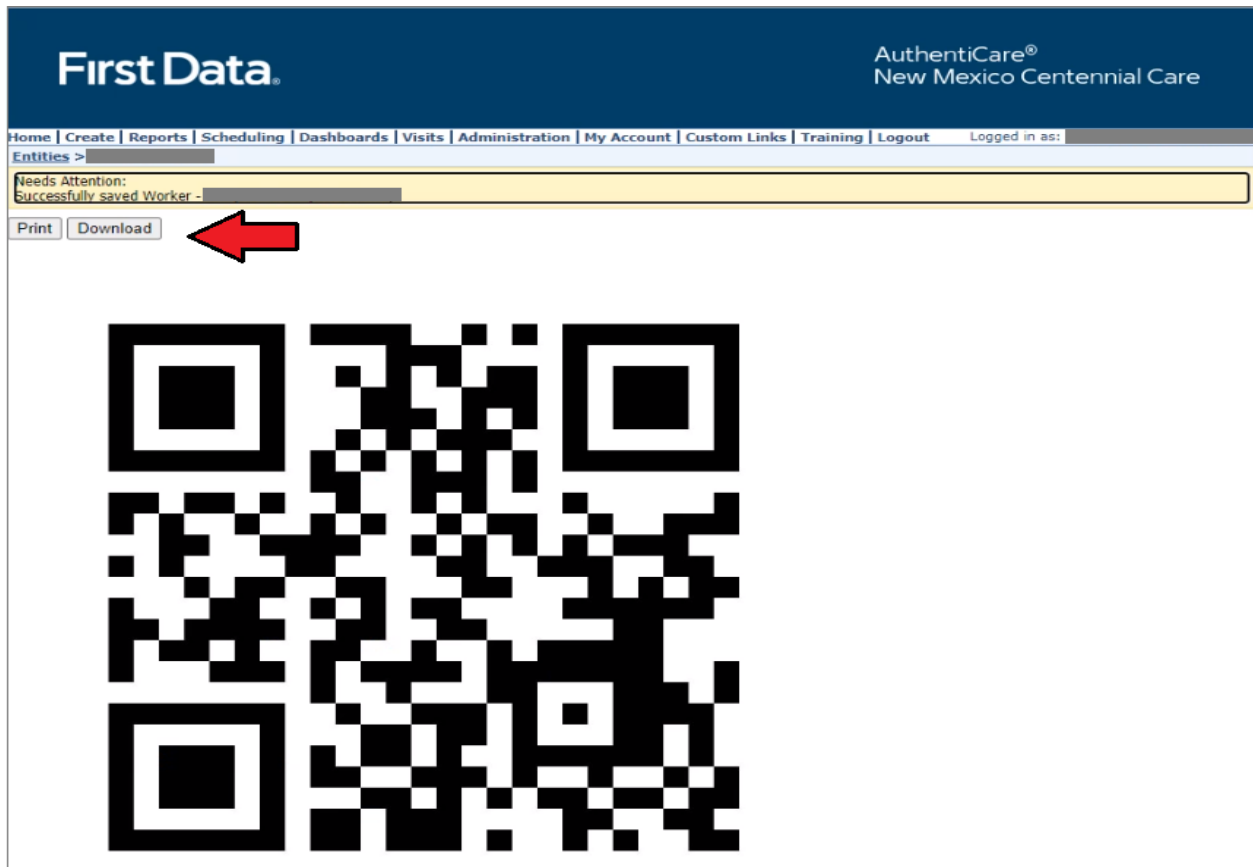 First Data®
AuthentiCare®
New Mexico Centennial Care
Home | Create | Reports | Scheduling | Dashboards | Visits | Administration | My Account | Custom Links | Training | Logout Logged in as:
Entities >
Needs Attention:
Successfully saved Worker -
Print Download